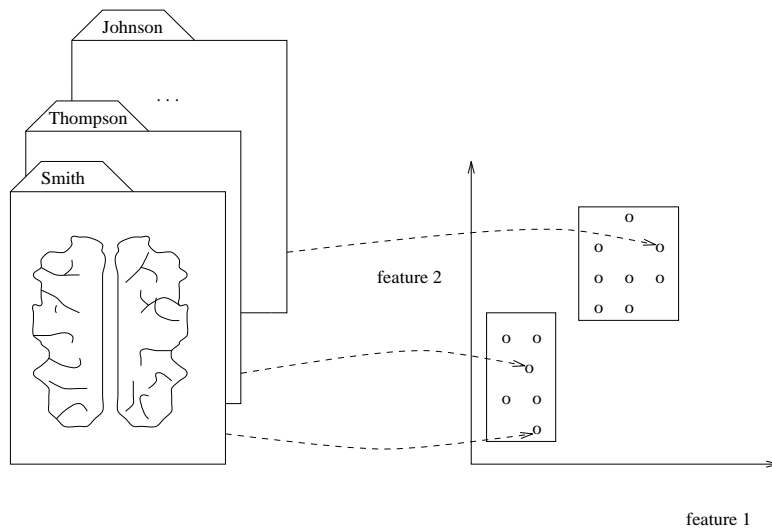 Johnson
. . .
Thompson
Smith
feature 2
o
o o
o o o
o o
o o
o
o o
o
feature 1